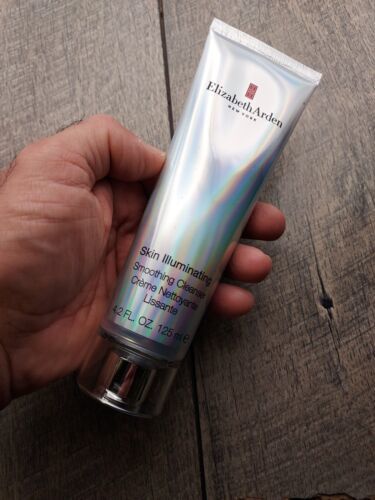 Elizabeth Arden
NEW YORK
Skin Illuminating
Smoothing Cleanser
Crème Nettoyante
Lissante
4.2 FL. OZ. 125 ml e